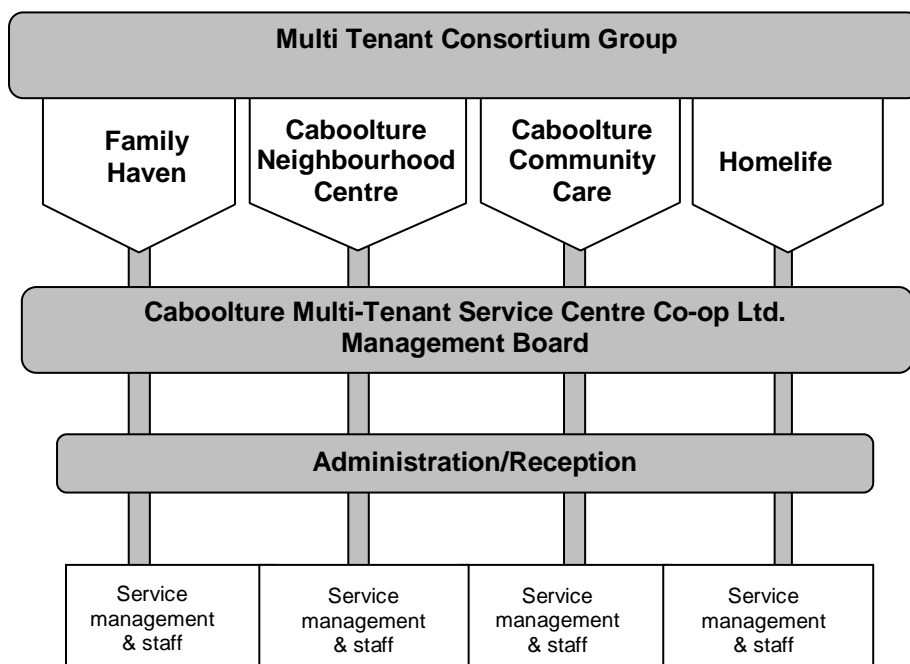 Multi Tenant Consortium Group
Family
Haven
Caboolture
Neighbourhood
Centre
Caboolture
Community
Care
Homelife
Caboolture Multi-Tenant Service Centre Co-op Ltd.
Management Board
Administration/Reception
Service
management
& staff
Service
management
& staff
Service
management
& staff
Service
management
& staff